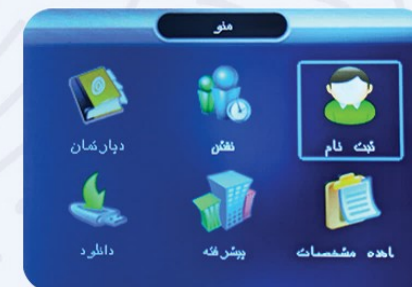 منو
ثبت نام
نقش
دپارتمان
مشخصات
پیشرفته
دانلود